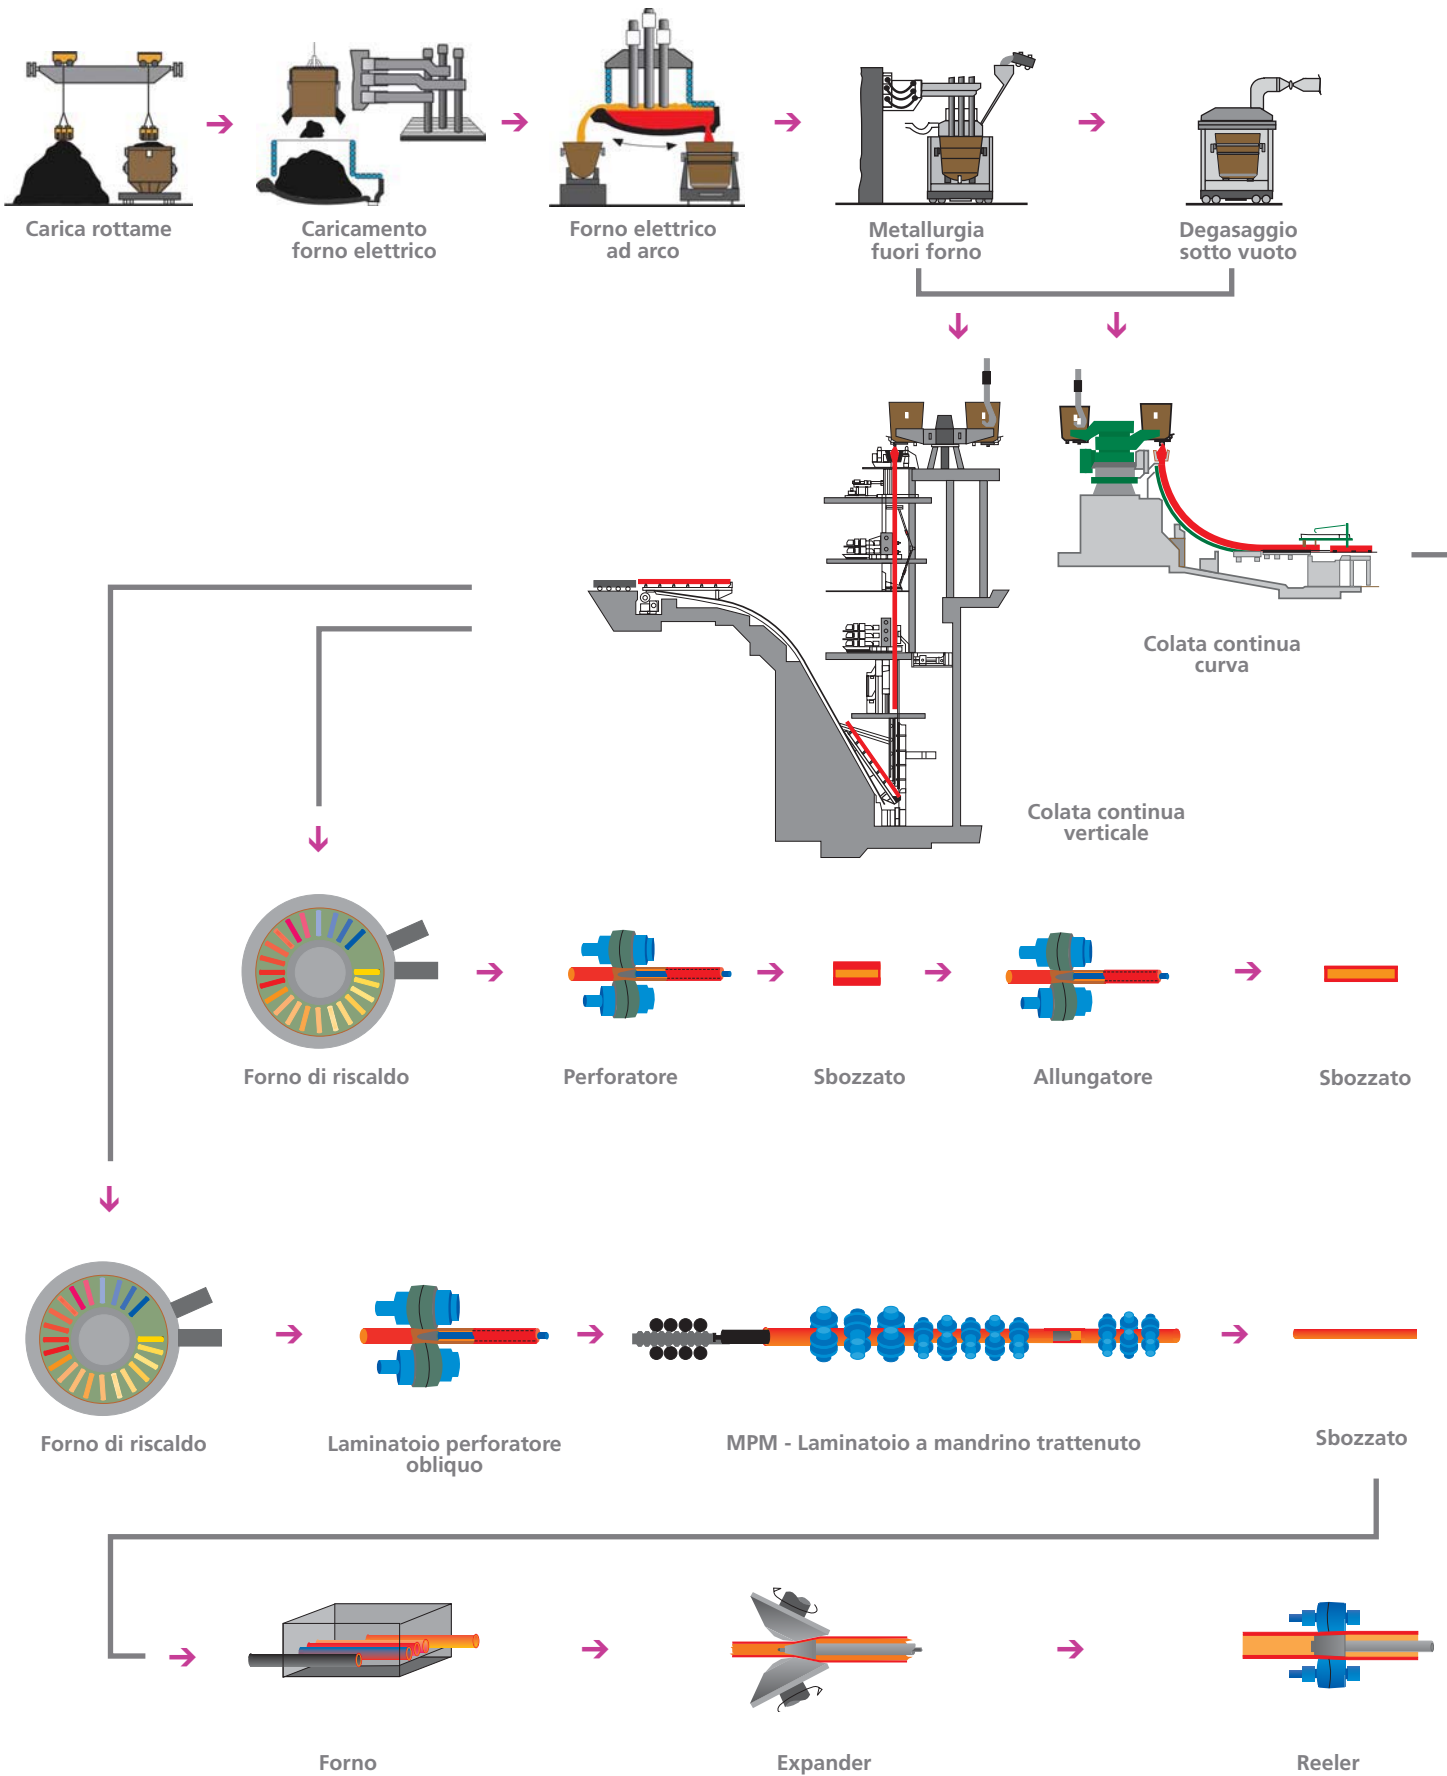 Carica rottame
Caricamento
forno elettrico
Forno elettrico
ad arco
Metallurgia
fuori forno
Degasaggio
sotto vuoto
Colata continua
curva
Colata continua
verticale
Forno di riscaldo
Perforatore
Sbozzato
Allungatore
Sbozzato
Forno di riscaldo
Laminatoio perforatore
obliquo
MPM - Laminatoio a mandrino trattenuto
Sbozzato
Forno
Expander
Reeler